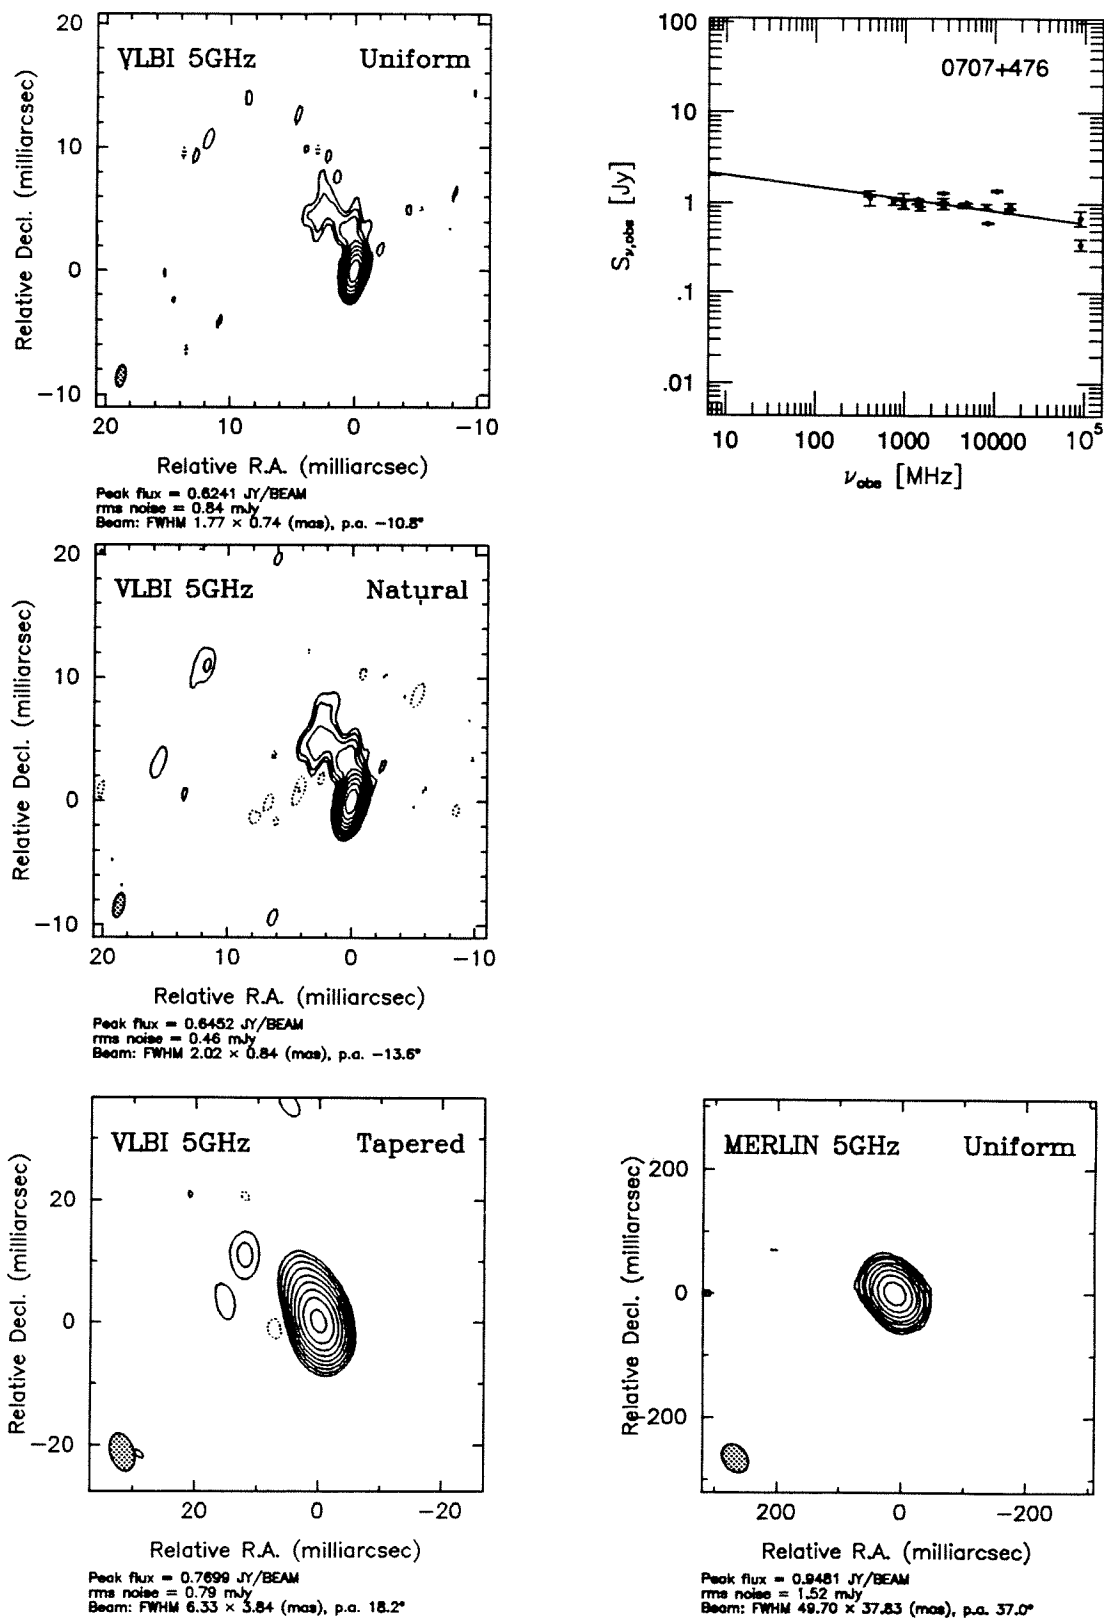 VLBI 5GHz Uniform
20
10
0
−10
Relative Decl. (milliarcsec)
20 10 0 −10
Relative R.A. (milliarcsec)
Peak flux = 0.6241 JY/BEAM
rms noise = 0.84 mJy
Beam: FWHM 1.77 × 0.74 (mas), p.a. −10.8°
0707+476
100
10
1
.1
.01
Sν,obs [Jy]
10 100 1000 10000 10⁵
νobs [MHz]
VLBI 5GHz Natural
20
10
0
−10
Relative Decl. (milliarcsec)
20 10 0 −10
Relative R.A. (milliarcsec)
Peak flux = 0.6452 JY/BEAM
rms noise = 0.46 mJy
Beam: FWHM 2.02 × 0.84 (mas), p.a. −13.6°
VLBI 5GHz Tapered
20
0
−20
Relative Decl. (milliarcsec)
20 0 −20
Relative R.A. (milliarcsec)
Peak flux = 0.7699 JY/BEAM
rms noise = 0.79 mJy
Beam: FWHM 6.33 × 3.84 (mas), p.a. 18.2°
MERLIN 5GHz Uniform
200
0
−200
Relative Decl. (milliarcsec)
200 0 −200
Relative R.A. (milliarcsec)
Peak flux = 0.9481 JY/BEAM
rms noise = 1.52 mJy
Beam: FWHM 49.70 × 37.83 (mas), p.a. 37.0°